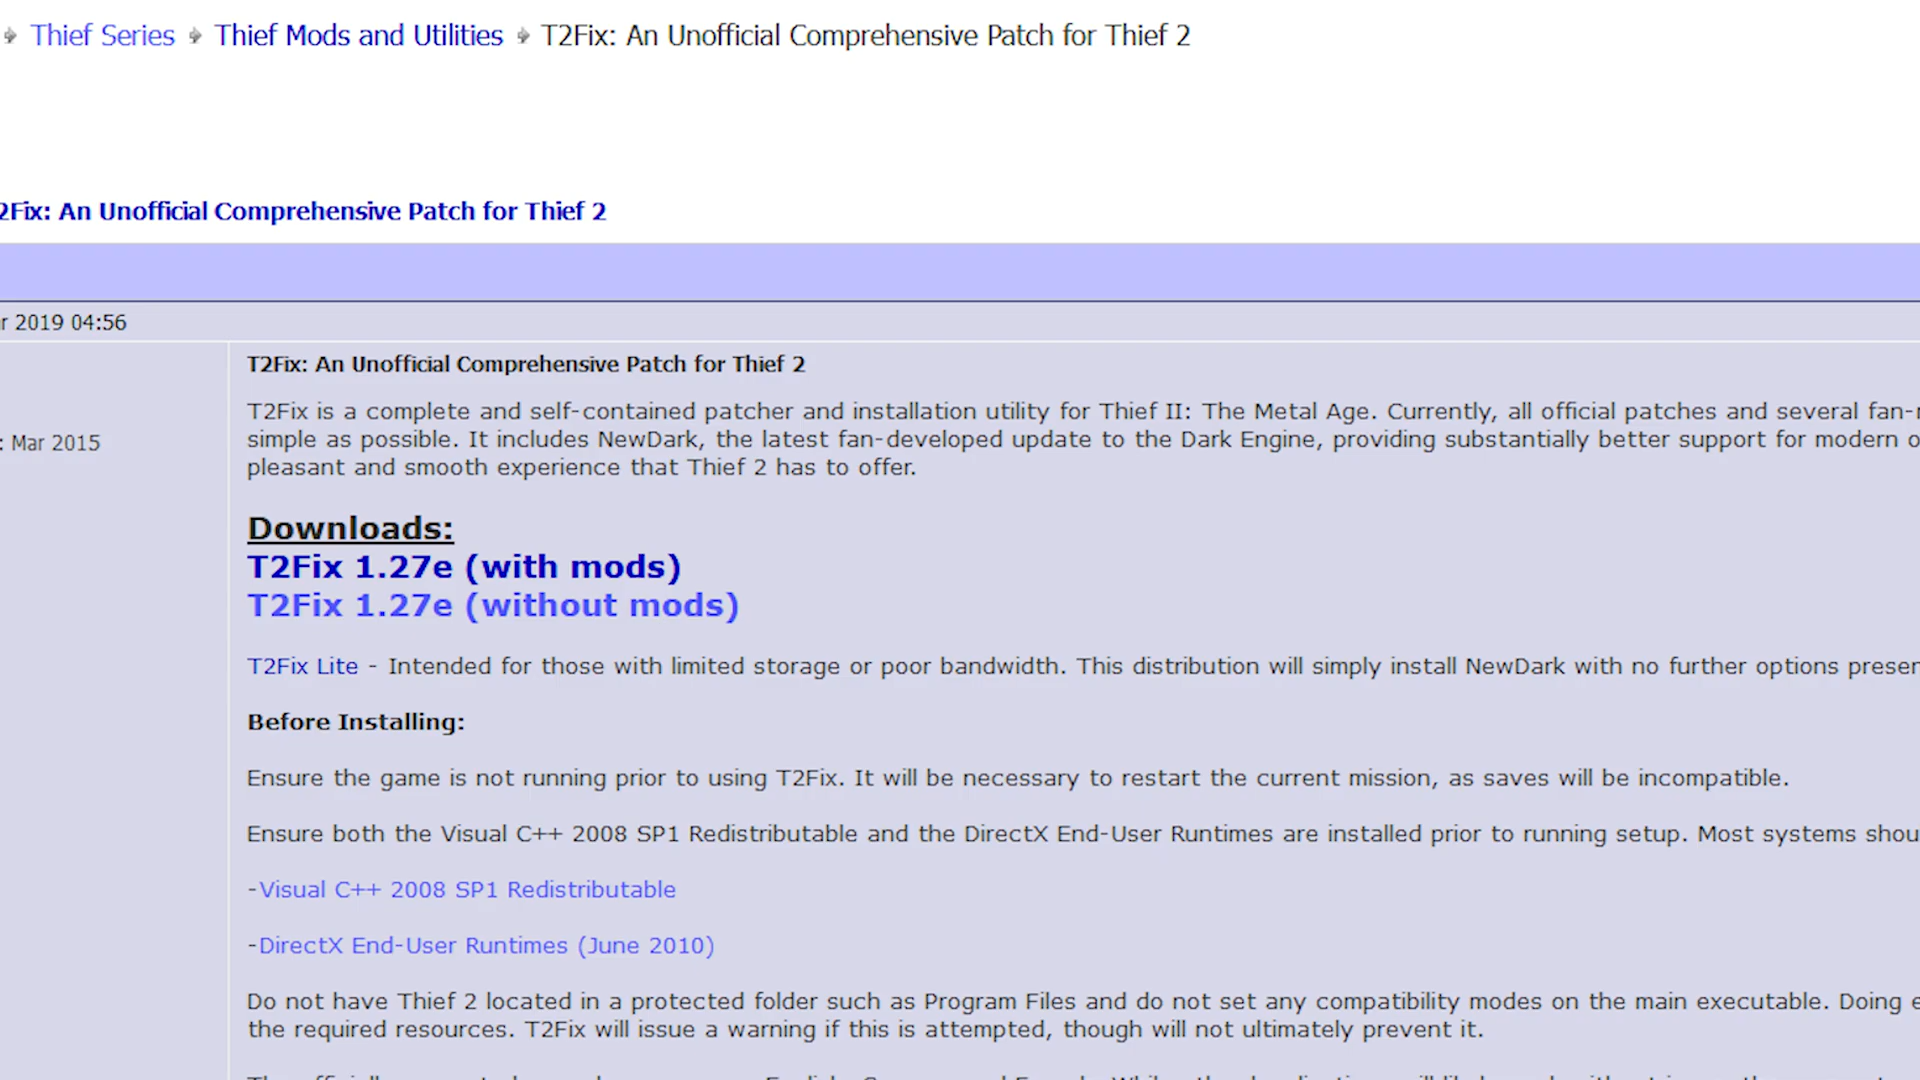 Thief Series Thief Mods and Utilities T2Fix: An Unofficial Comprehensive Patch for Thief 2
2Fix: An Unofficial Comprehensive Patch for Thief 2
r 2019 04:56
T2Fix: An Unofficial Comprehensive Patch for Thief 2
T2Fix is a complete and self-contained patcher and installation utility for Thief II: The Metal Age. Currently, all official patches and several fan-
simple as possible. It includes NewDark, the latest fan-developed update to the Dark Engine, providing substantially better support for modern o
: Mar 2015
pleasant and smooth experience that Thief 2 has to offer.
Downloads:
T2Fix 1.27e (with mods)
T2Fix 1.27e (without mods)
T2Fix Lite - Intended for those with limited storage or poor bandwidth. This distribution will simply install NewDark with no further options presen
Before Installing:
Ensure the game is not running prior to using T2Fix. It will be necessary to restart the current mission, as saves will be incompatible.
Ensure both the Visual C++ 2008 SP1 Redistributable and the DirectX End-User Runtimes are installed prior to running setup. Most systems shou
-Visual C++ 2008 SP1 Redistributable
-DirectX End-User Runtimes (June 2010)
Do not have Thief 2 located in a protected folder such as Program Files and do not set any compatibility modes on the main executable. Doing e
the required resources. T2Fix will issue a warning if this is attempted, though will not ultimately prevent it.